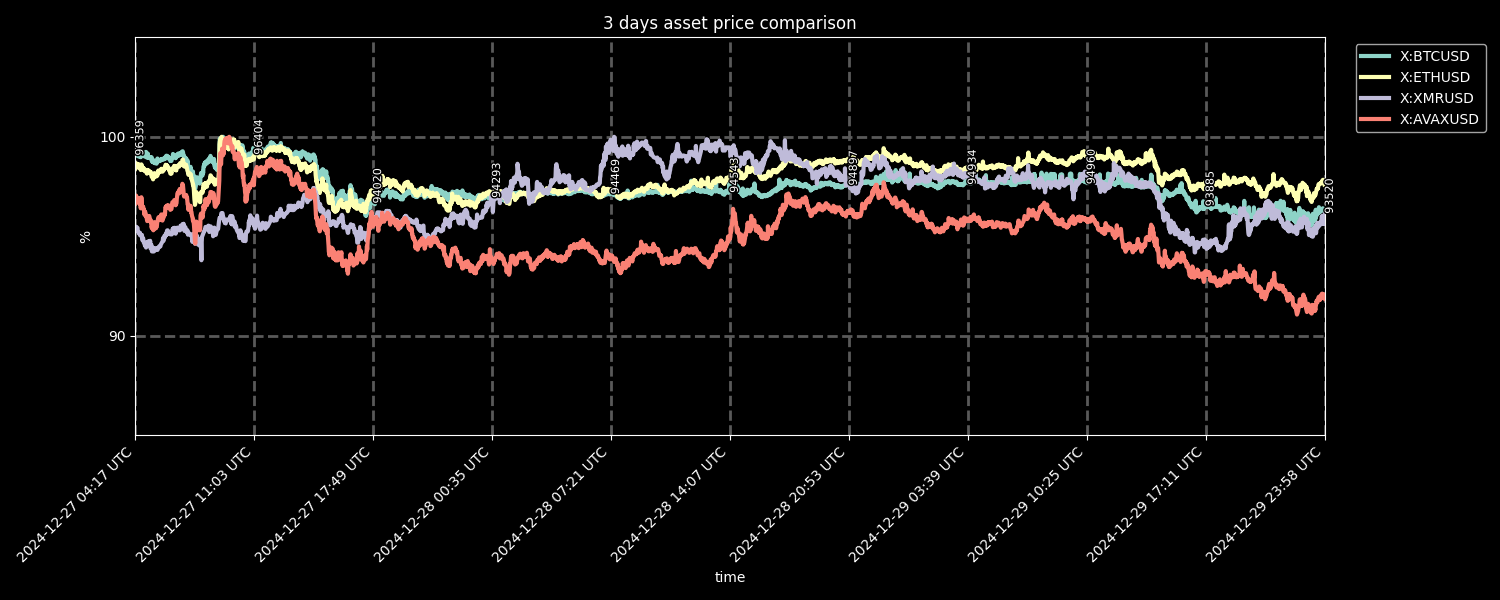 3 days asset price comparison
X:BTCUSD
X:ETHUSD
X:XMRUSD
X:AVAXUSD
100
90
%
96359
96404
94020
94293
94469
94543
94897
94934
94960
93885
93520
2024-12-27 04:17 UTC
2024-12-27 11:03 UTC
2024-12-27 17:49 UTC
2024-12-28 00:35 UTC
2024-12-28 07:21 UTC
2024-12-28 14:07 UTC
2024-12-28 20:53 UTC
2024-12-29 03:39 UTC
2024-12-29 10:25 UTC
2024-12-29 17:11 UTC
2024-12-29 23:58 UTC
time